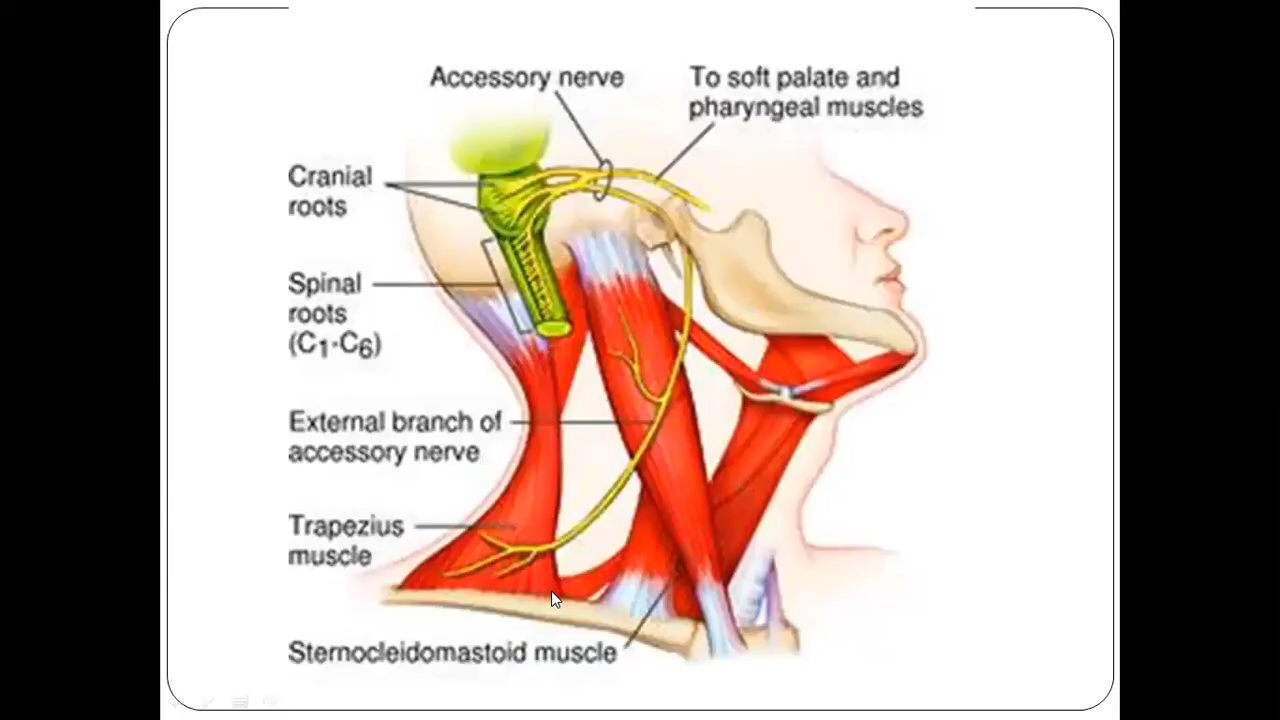 Accessory nerve
To soft palate and
pharyngeal muscles
Cranial
roots
Spinal
roots
(C1-C6)
External branch of
accessory nerve
Trapezius
muscle
Sternocleidomastoid muscle